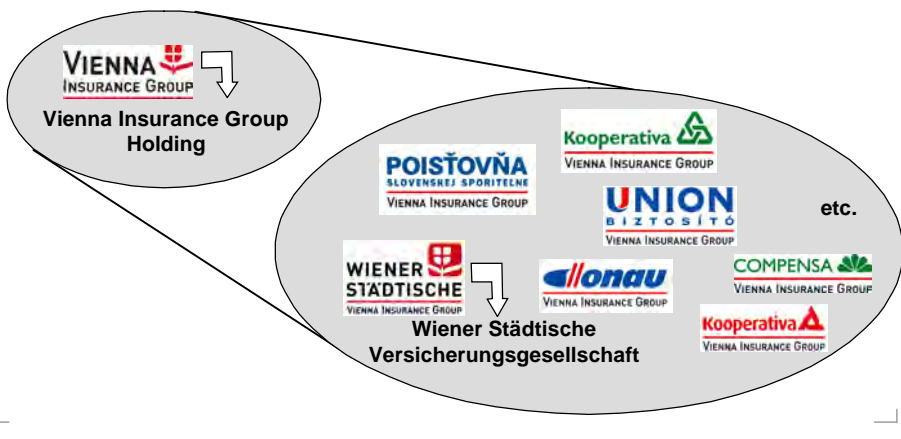 VIENNA
INSURANCE GROUP
Vienna Insurance Group
Holding
Kooperativa
VIENNA INSURANCE GROUP
POISŤOVŇA
SLOVENSKEJ SPORITEĽNE
VIENNA INSURANCE GROUP
UNION
BIZTOSÍTÓ
VIENNA INSURANCE GROUP
etc.
WIENER
STÄDTISCHE
VIENNA INSURANCE GROUP
Donau
VIENNA INSURANCE GROUP
COMPENSA
VIENNA INSURANCE GROUP
Kooperativa
VIENNA INSURANCE GROUP
Wiener Städtische
Versicherungsgesellschaft